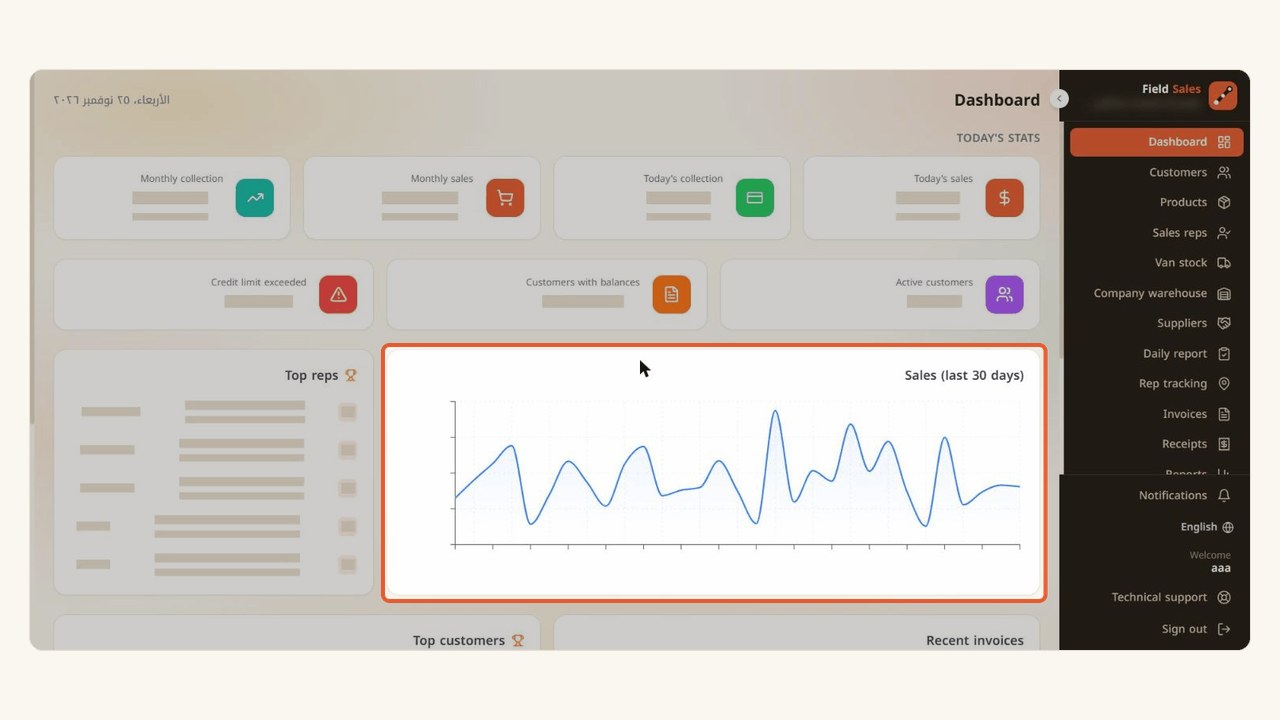 Field Sales
Dashboard
Customers
Products
Sales reps
Van stock
Company warehouse
Suppliers
Daily report
Rep tracking
Invoices
Receipts
Reports
Notifications
English
Welcome
aaa
Technical support
Sign out
Dashboard
الأربعاء، ٢٥ نوفمبر ٢٠٢٦
TODAY'S STATS
Today's sales
Today's collection
Monthly sales
Monthly collection
Active customers
Customers with balances
Credit limit exceeded
Sales (last 30 days)
Top reps
Recent invoices
Top customers